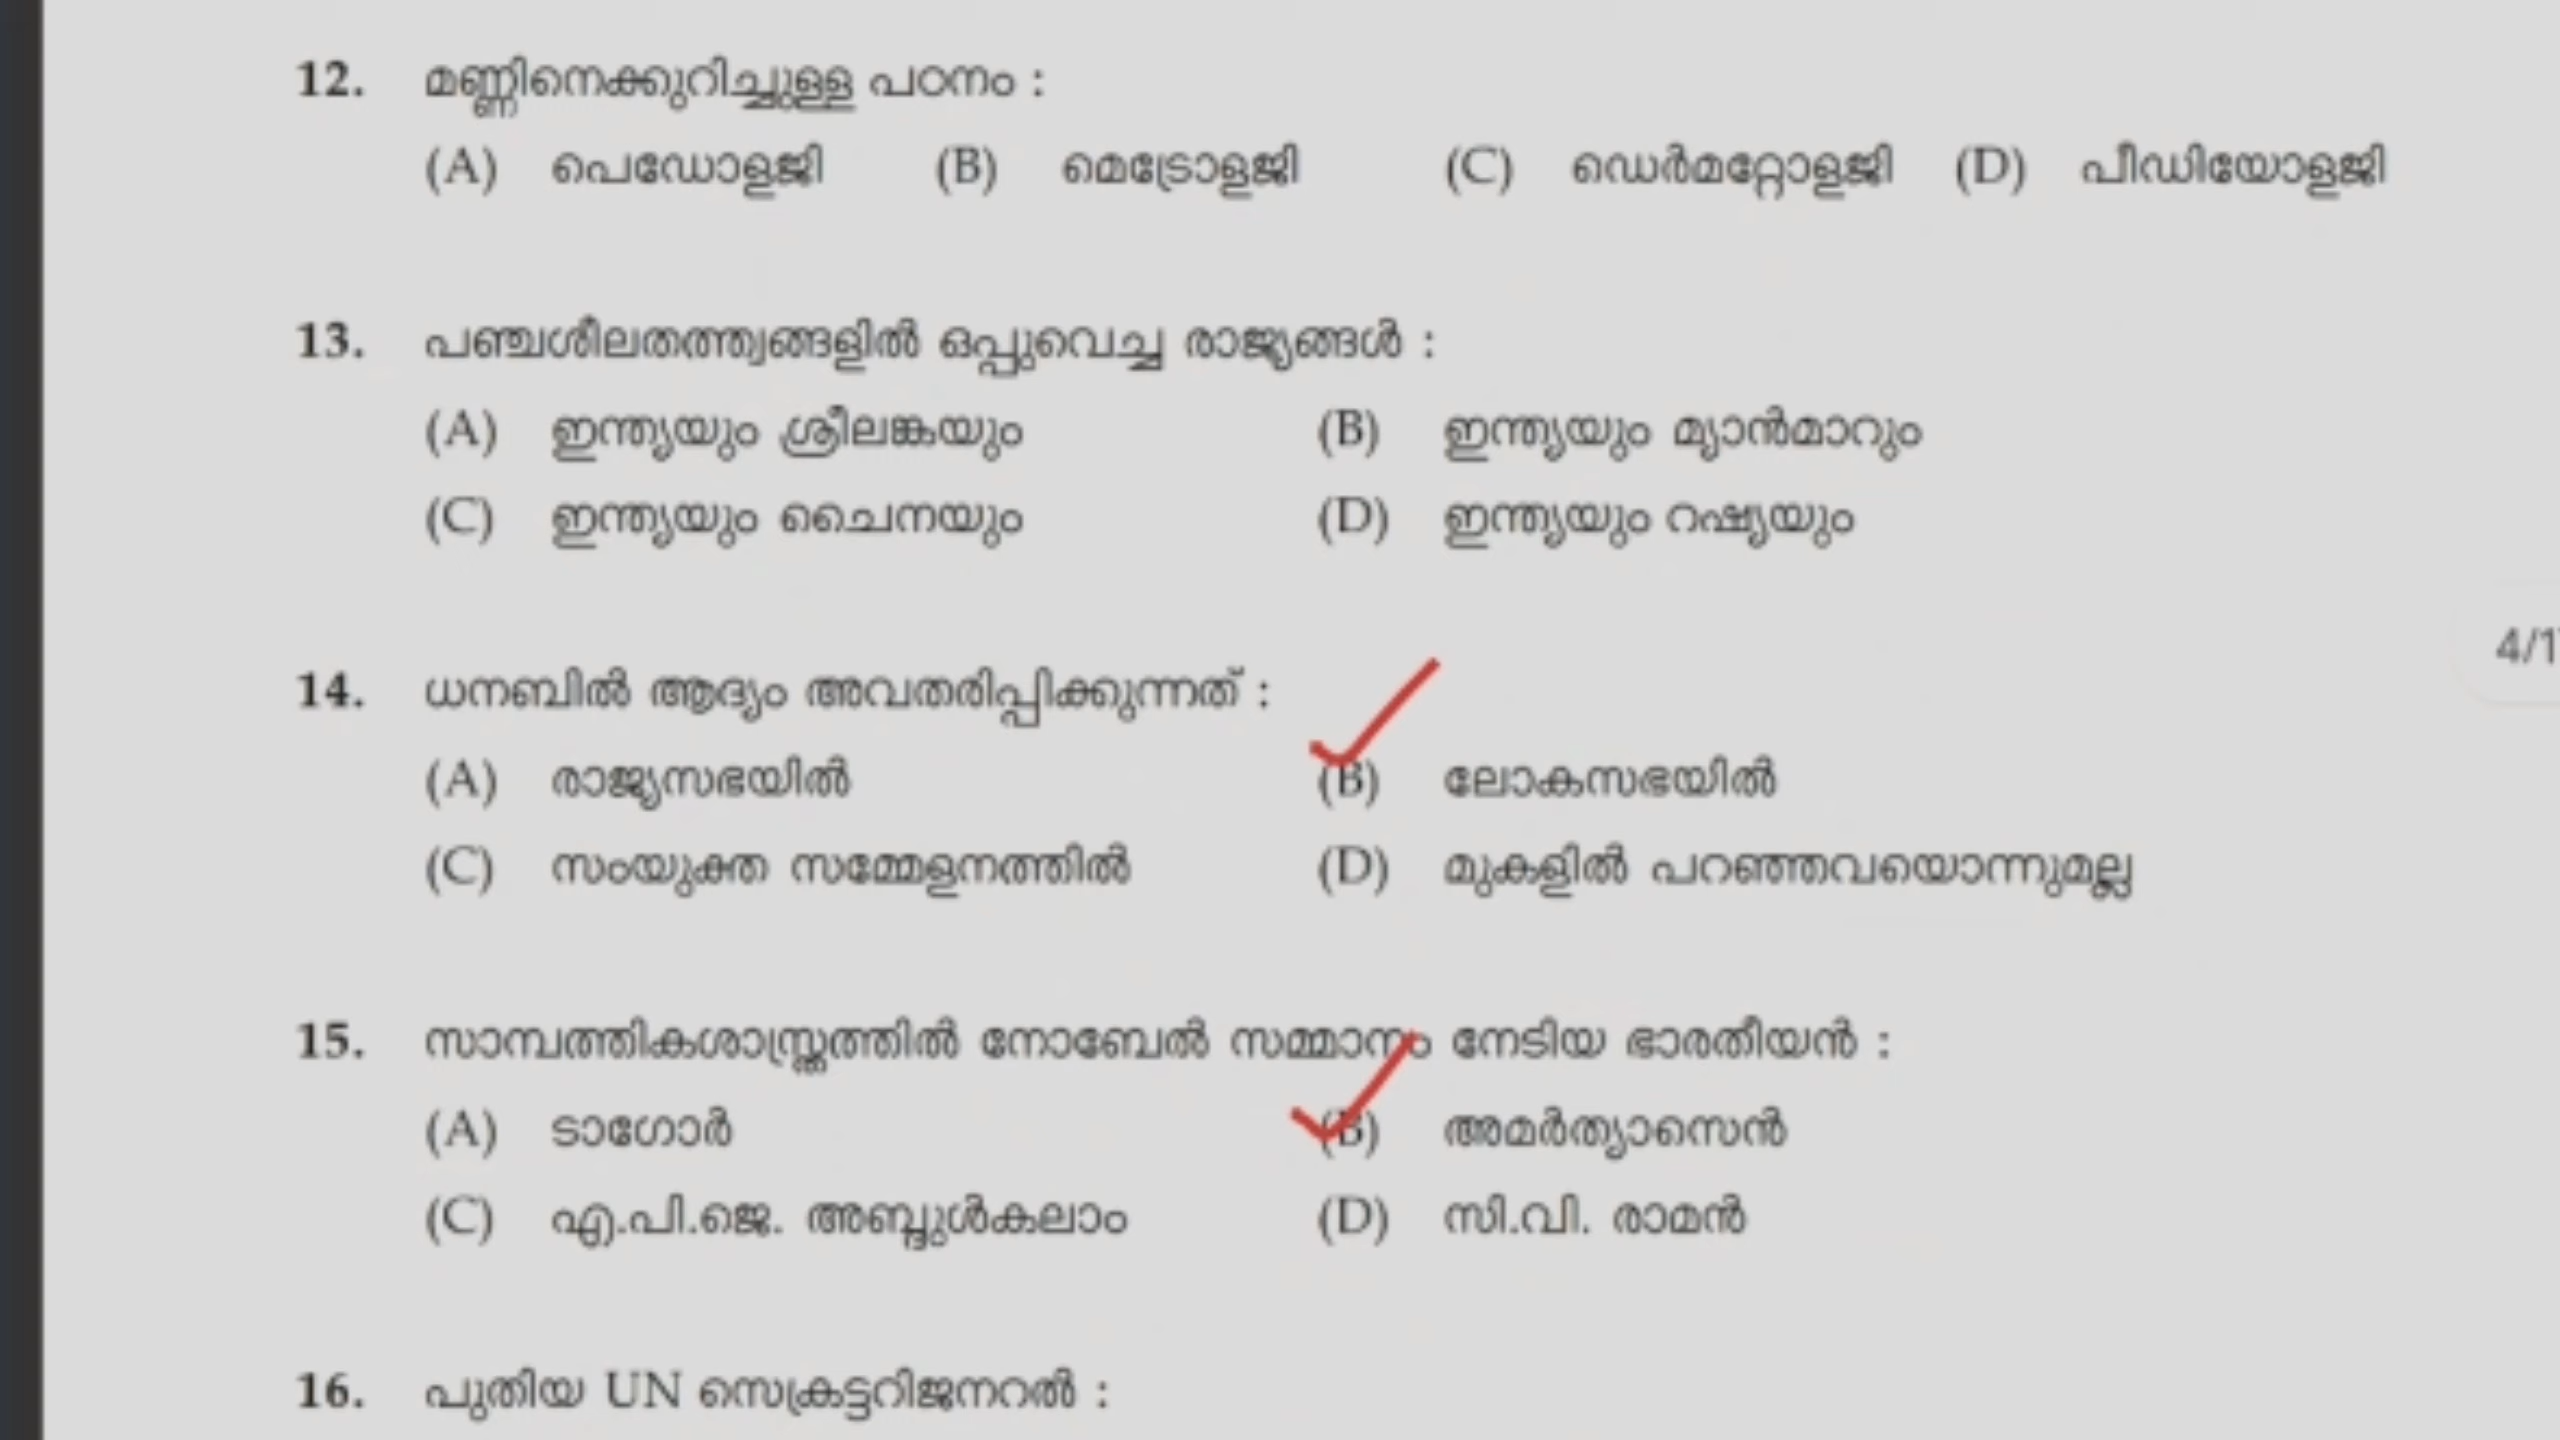 12. മണ്ണിനെക്കുറിച്ചുള്ള പഠനം :
(A) പെഡോളജി (B) മെട്രോളജി (C) ഡെർമറ്റോളജി (D) പീഡിയോളജി
13. പഞ്ചശീലതത്ത്വങ്ങളിൽ ഒപ്പുവെച്ച രാജ്യങ്ങൾ :
(A) ഇന്ത്യയും ശ്രീലങ്കയും (B) ഇന്ത്യയും മ്യാൻമാറും
(C) ഇന്ത്യയും ചൈനയും (D) ഇന്ത്യയും റഷ്യയും
4/1
14. ധനബിൽ ആദ്യം അവതരിപ്പിക്കുന്നത് :
(A) രാജ്യസഭയിൽ (B) ലോകസഭയിൽ
(C) സംയുക്ത സമ്മേളനത്തിൽ (D) മുകളിൽ പറഞ്ഞവയൊന്നുമല്ല
15. സാമ്പത്തികശാസ്ത്രത്തിൽ നോബേൽ സമ്മാനം നേടിയ ഭാരതീയൻ :
(A) ടാഗോർ (B) അമർത്യാസെൻ
(C) എ.പി.ജെ. അബ്ദുൾകലാം (D) സി.വി. രാമൻ
16. പുതിയ UN സെക്രട്ടറിജനറൽ :